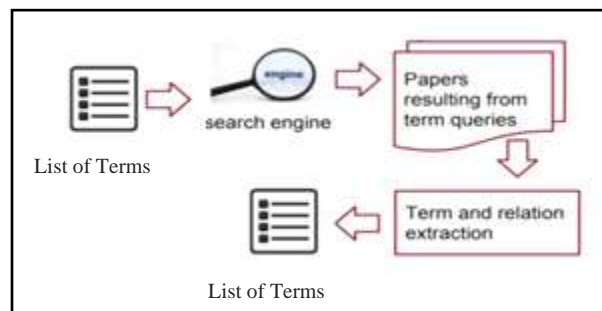 engine
search engine
Papers
resulting from
term queries
List of Terms
Term and relation
extraction
List of Terms